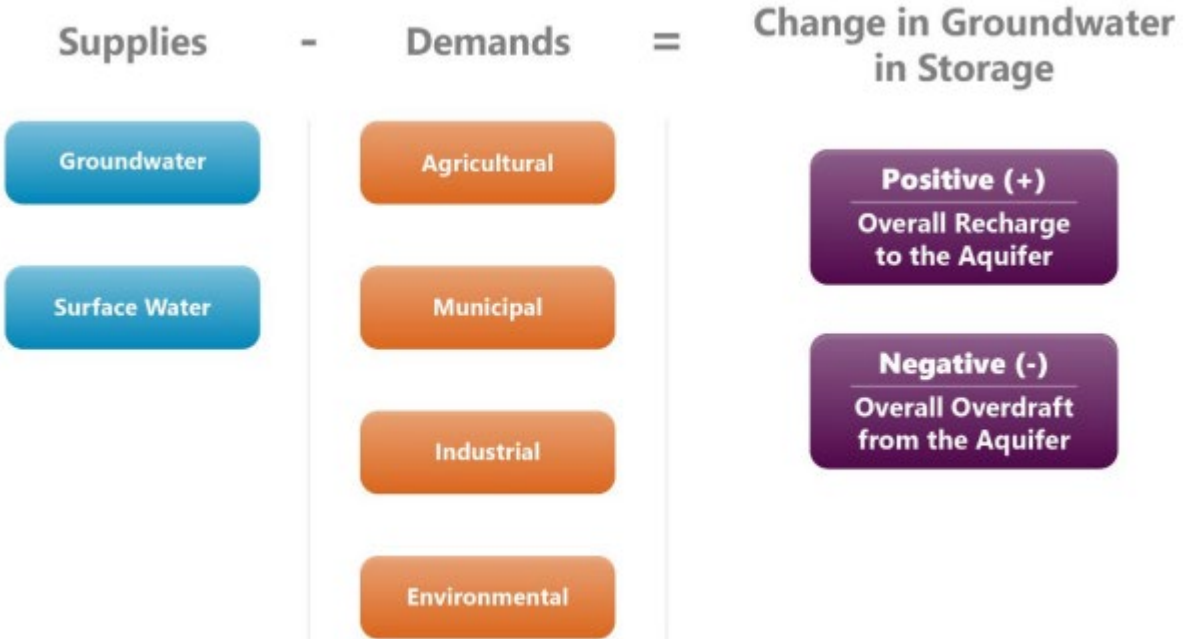 Supplies - Demands = Change in Groundwater
in Storage
Groundwater
Surface Water
Agricultural
Municipal
Industrial
Environmental
Positive (+)
Overall Recharge
to the Aquifer
Negative (-)
Overall Overdraft
from the Aquifer